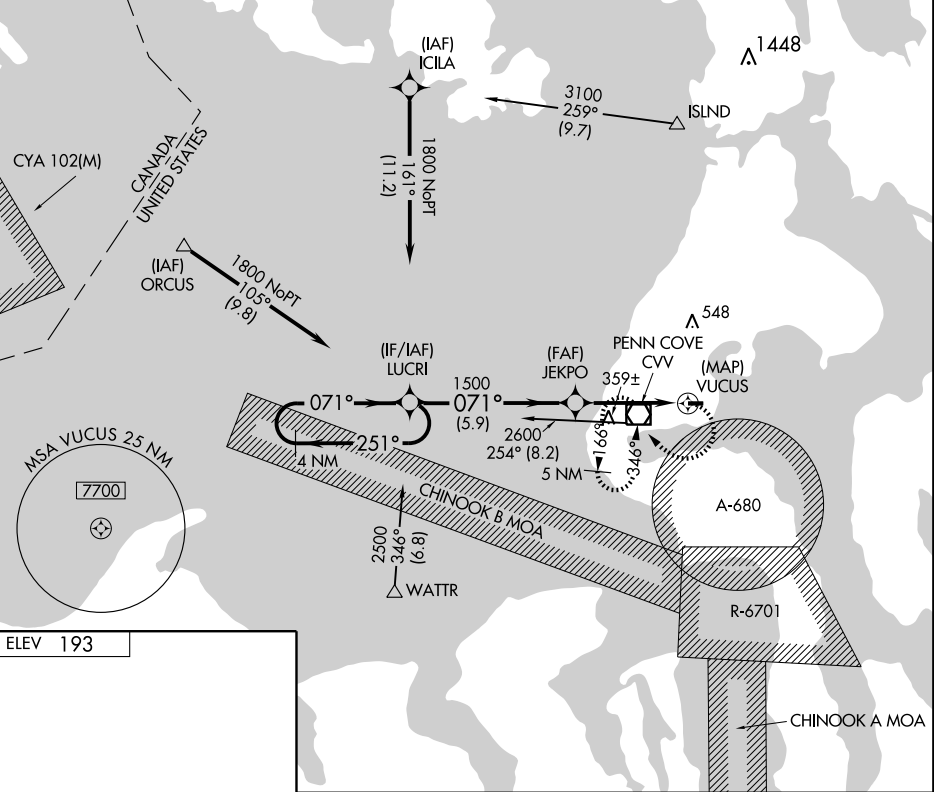 1448
(IAF)
ICILA
3100
259°
(9.7)
ISLND
CYA 102(M)
CANADA
UNITED STATES
1800 NoPT
161°
(11.2)
(IAF)
ORCUS
1800 NoPT
105°
(9.8)
548
PENN COVE
CVV
(MAP)
VUCUS
(IF/IAF)
LUCRI
(FAF)
JEKPO
359±
071°
1500
071°
(5.9)
2600
254° (8.2)
251°
4 NM
166°
346°
5 NM
MSA VUCUS 25 NM
7700
CHINOOK B MOA
A-680
2500
346°
(6.8)
WATTR
R-6701
ELEV 193
CHINOOK A MOA